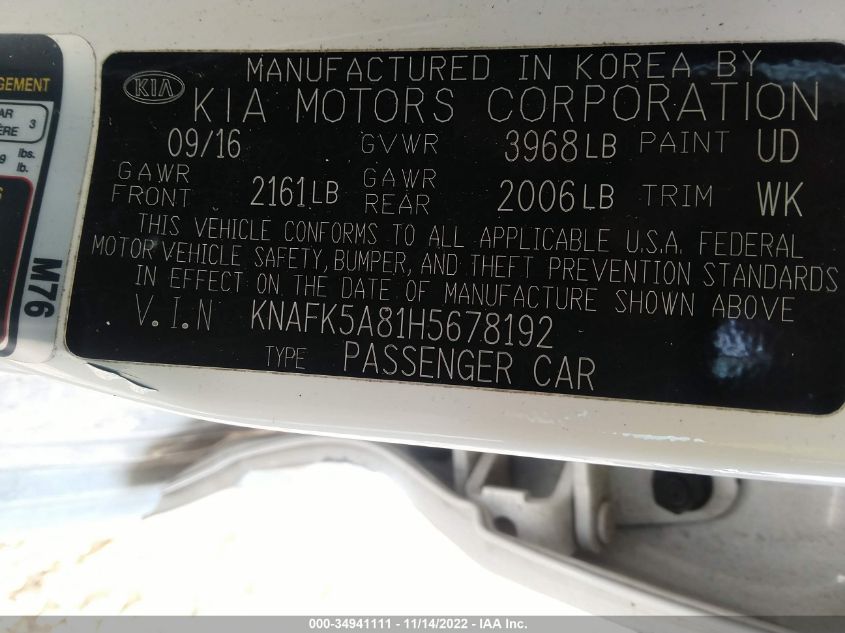 MANUFACTURED IN KOREA BY
KIA KIA MOTORS CORPORATION
09/16 GVWR 3968LB PAINT UD
GAWR FRONT 2161LB GAWR REAR 2006LB TRIM WK
THIS VEHICLE CONFORMS TO ALL APPLICABLE U.S.A. FEDERAL
MOTOR VEHICLE SAFETY, BUMPER, AND THEFT PREVENTION STANDARDS
IN EFFECT ON THE DATE OF MANUFACTURE SHOWN ABOVE
V.I.N KNAFK5A81H5678192
TYPE PASSENGER CAR
3
lbs.
lb.
M76
000-34941111 - 11/14/2022 - IAA Inc.